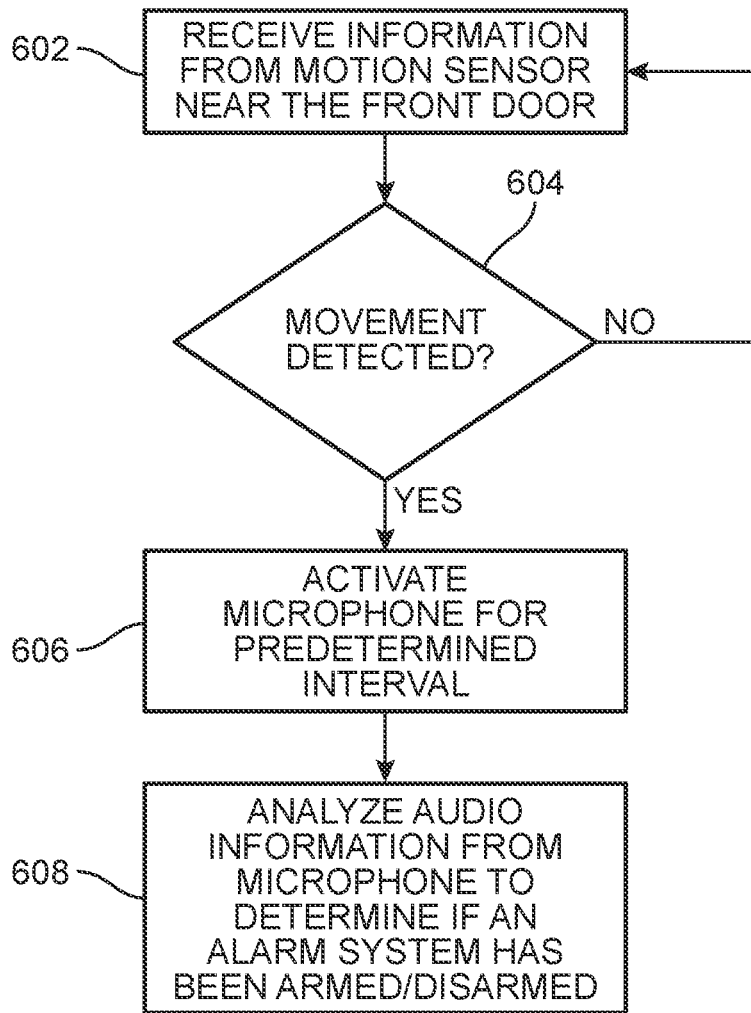 602
RECEIVE INFORMATION
FROM MOTION SENSOR
NEAR THE FRONT DOOR
604
MOVEMENT
DETECTED?
NO
YES
606
ACTIVATE
MICROPHONE FOR
PREDETERMINED
INTERVAL
608
ANALYZE AUDIO
INFORMATION FROM
MICROPHONE TO
DETERMINE IF AN
ALARM SYSTEM HAS
BEEN ARMED/DISARMED